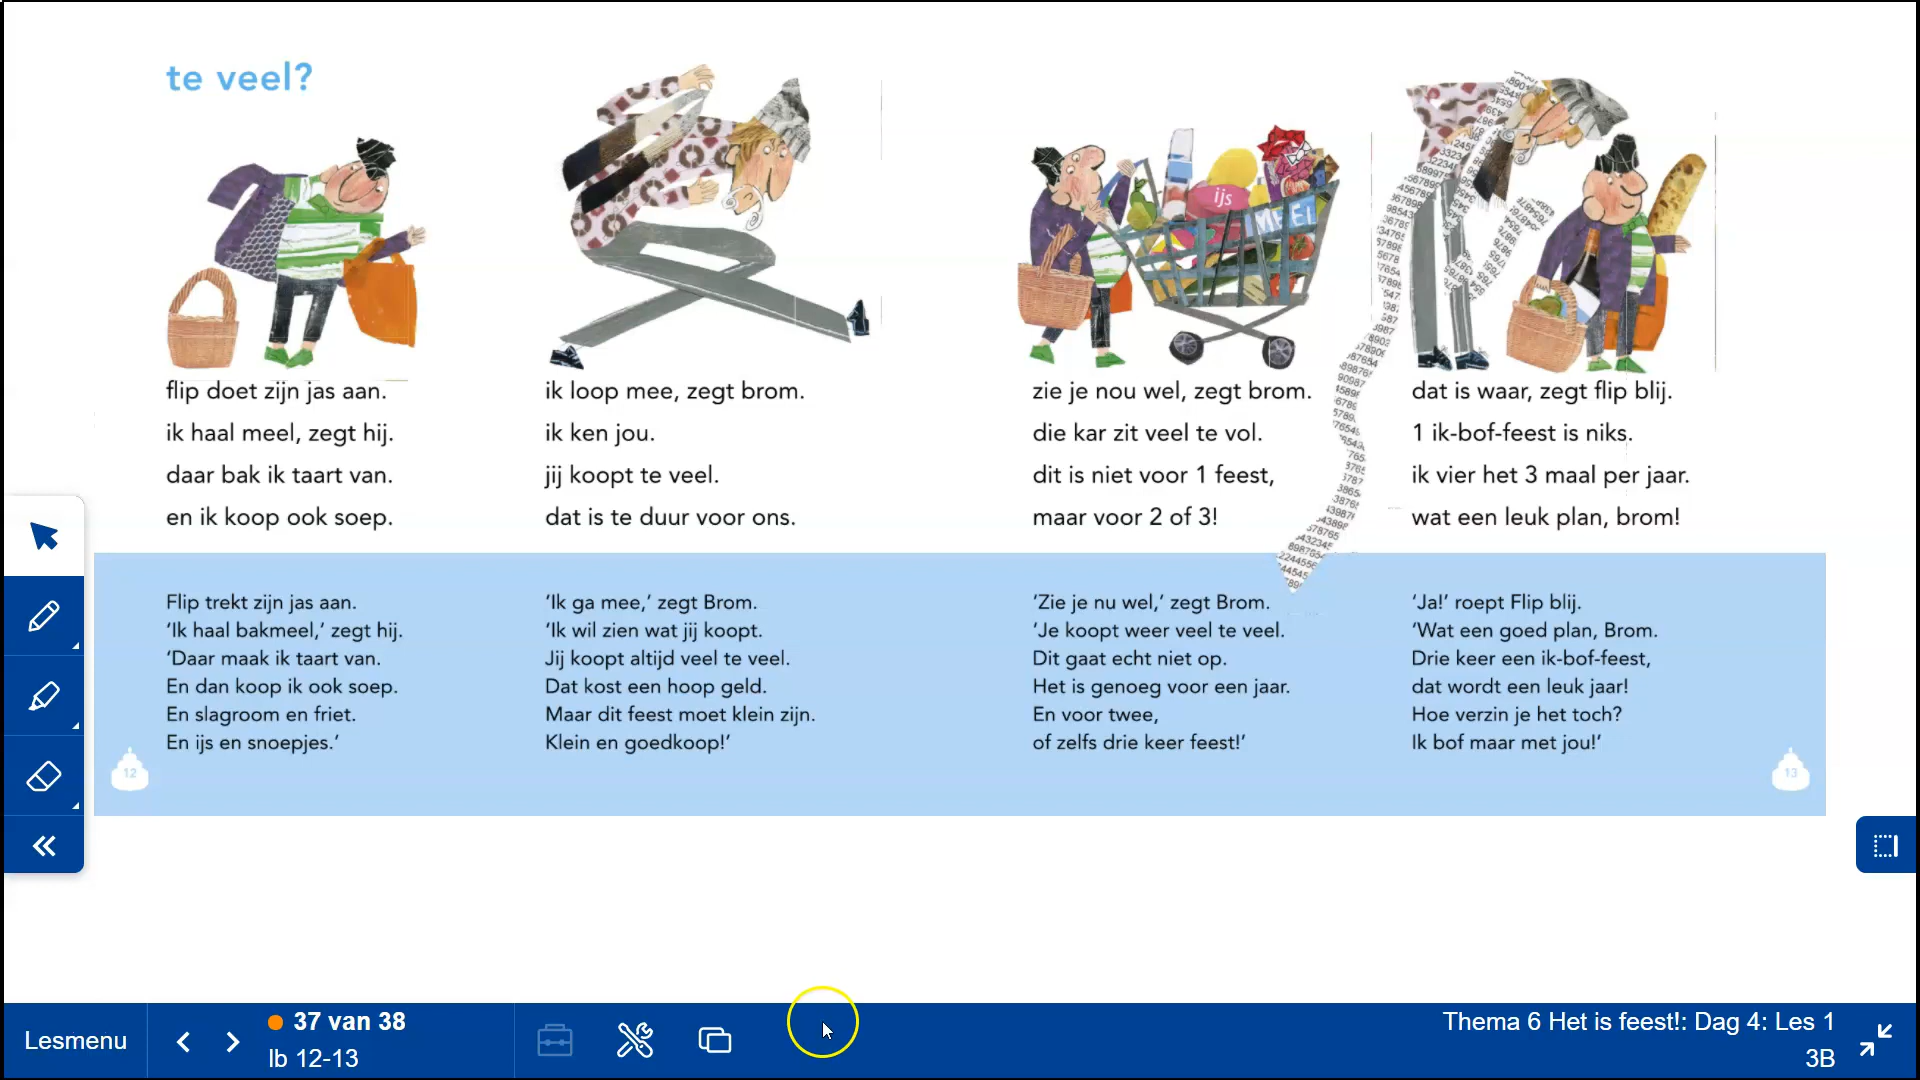 te veel?
ijs
MEEL
flip doet zijn jas aan.
ik haal meel, zegt hij.
daar bak ik taart van.
en ik koop ook soep.
ik loop mee, zegt brom.
ik ken jou.
jij koopt te veel.
dat is te duur voor ons.
zie je nou wel, zegt brom.
die kar zit veel te vol.
dit is niet voor 1 feest,
maar voor 2 of 3!
dat is waar, zegt flip blij.
1 ik-bof-feest is niks.
ik vier het 3 maal per jaar.
wat een leuk plan, brom!
Flip trekt zijn jas aan.
‘Ik haal bakmeel,’ zegt hij.
‘Daar maak ik taart van.
En dan koop ik ook soep.
En slagroom en friet.
En ijs en snoepjes.’
‘Ik ga mee,’ zegt Brom.
‘Ik wil zien wat jij koopt.
Jij koopt altijd veel te veel.
Dat kost een hoop geld.
Maar dit feest moet klein zijn.
Klein en goedkoop!’
‘Zie je nu wel,’ zegt Brom.
‘Je koopt weer veel te veel.
Dit gaat echt niet op.
Het is genoeg voor een jaar.
En voor twee,
of zelfs drie keer feest!’
‘Ja!’ roept Flip blij.
‘Wat een goed plan, Brom.
Drie keer een ik-bof-feest,
dat wordt een leuk jaar!
Hoe verzin je het toch?
Ik bof maar met jou!’
12
13
Lesmenu
37 van 38
lb 12-13
Thema 6 Het is feest!: Dag 4: Les 1
3B